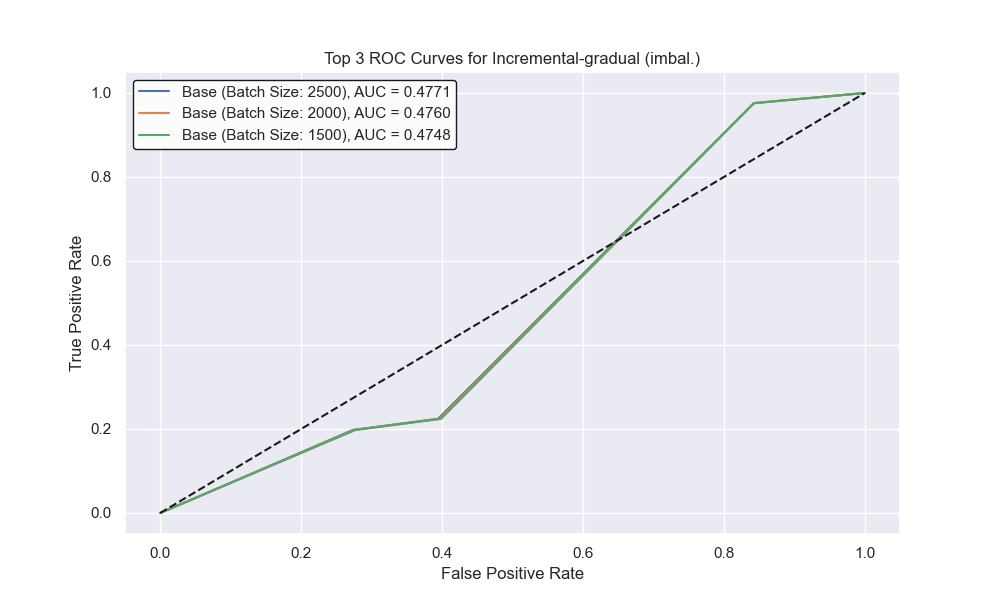 Top 3 ROC Curves for Incremental-gradual (imbal.)
Base (Batch Size: 2500), AUC = 0.4771
Base (Batch Size: 2000), AUC = 0.4760
Base (Batch Size: 1500), AUC = 0.4748
True Positive Rate
1.0
0.8
0.6
0.4
0.2
0.0
0.0 0.2 0.4 0.6 0.8 1.0
False Positive Rate